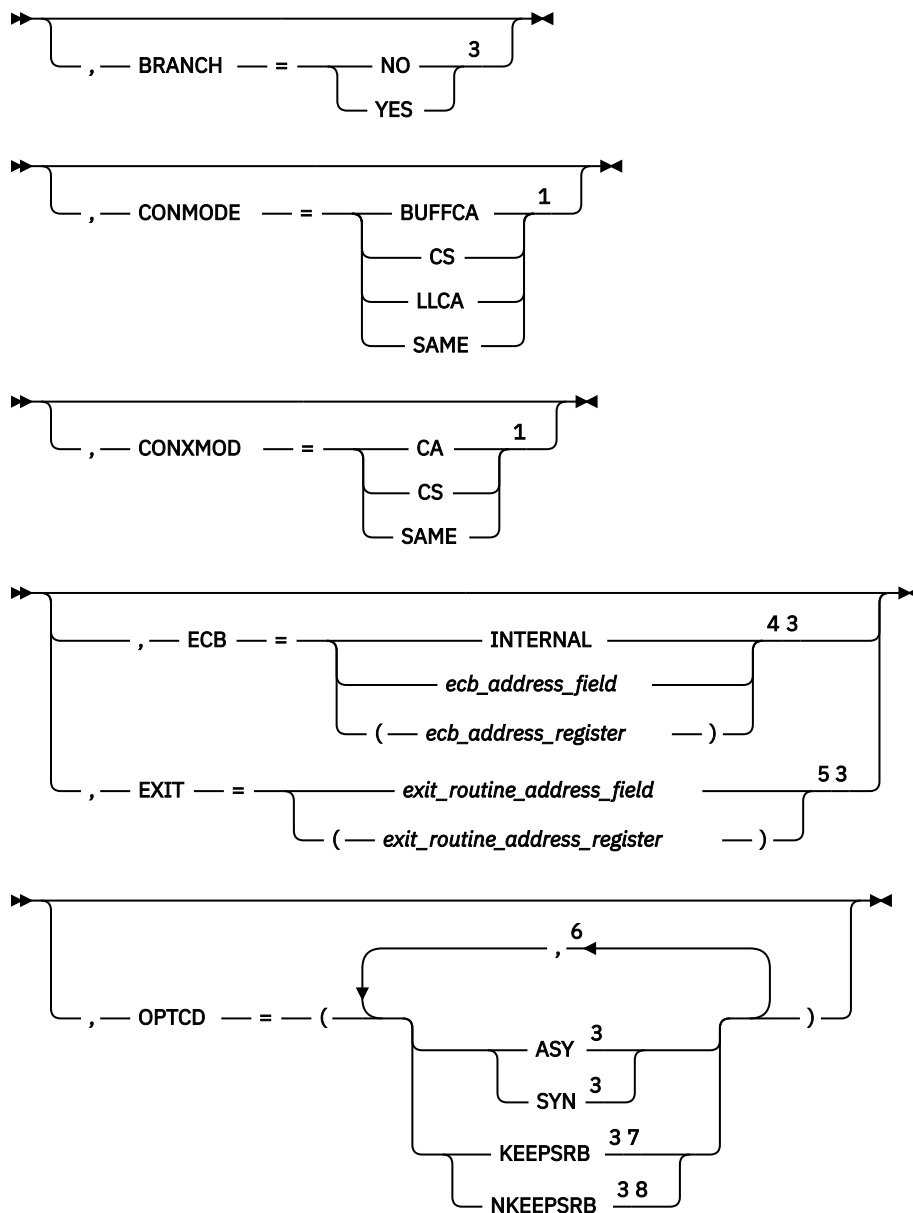 , BRANCH = NO 3
YES
, CONMODE = BUFFCA 1
CS
LLCA
SAME
, CONXMOD = CA 1
CS
SAME
, ECB = INTERNAL 4 3
ecb_address_field
( ecb_address_register )
, EXIT = exit_routine_address_field 5 3
( exit_routine_address_register )
, 6
, OPTCD = ( )
ASY 3
SYN 3
KEEPSRB 3 7
NKEEPSRB 3 8